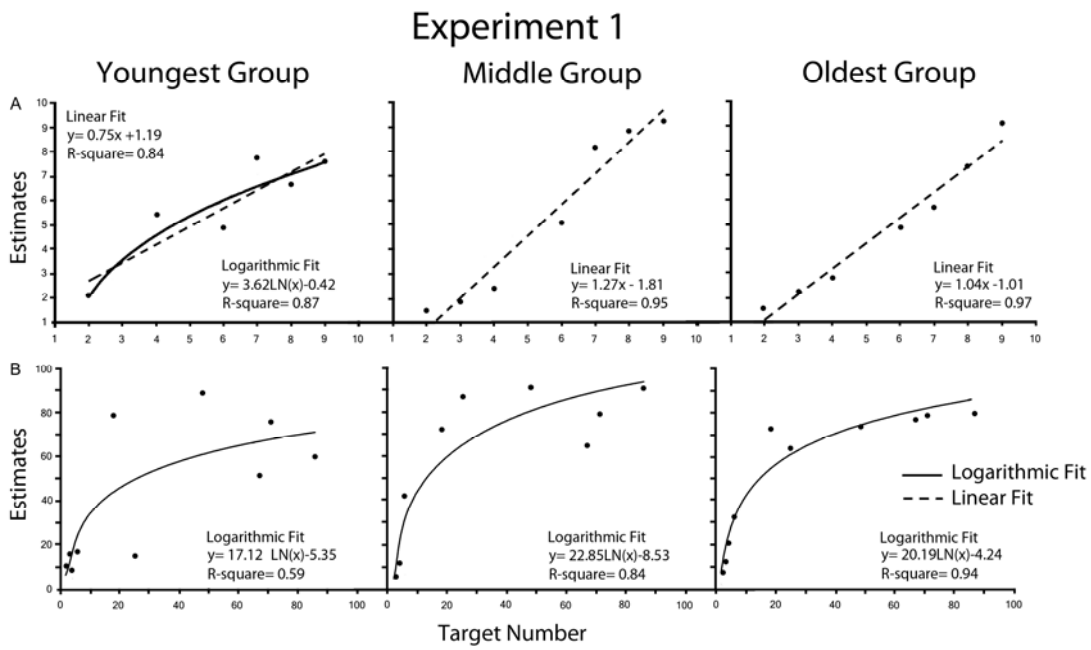 Experiment 1
Youngest Group
Middle Group
Oldest Group
A
Estimates
10
9
8
7
6
5
4
3
2
1
Linear Fit
y= 0.75x +1.19
R-square= 0.84
Logarithmic Fit
y= 3.62LN(x)-0.42
R-square= 0.87
1 2 3 4 5 6 7 8 9 10
Linear Fit
y= 1.27x - 1.81
R-square= 0.95
1 2 3 4 5 6 7 8 9 10
Linear Fit
y= 1.04x -1.01
R-square= 0.97
1 2 3 4 5 6 7 8 9 10
B
Estimates
100
80
60
40
20
0
Logarithmic Fit
y= 17.12 LN(x)-5.35
R-square= 0.59
0 20 40 60 80 100
Logarithmic Fit
y= 22.85LN(x)-8.53
R-square= 0.84
0 20 40 60 80 100
Logarithmic Fit
Linear Fit
Logarithmic Fit
y= 20.19LN(x)-4.24
R-square= 0.94
0 20 40 60 80 100
Target Number